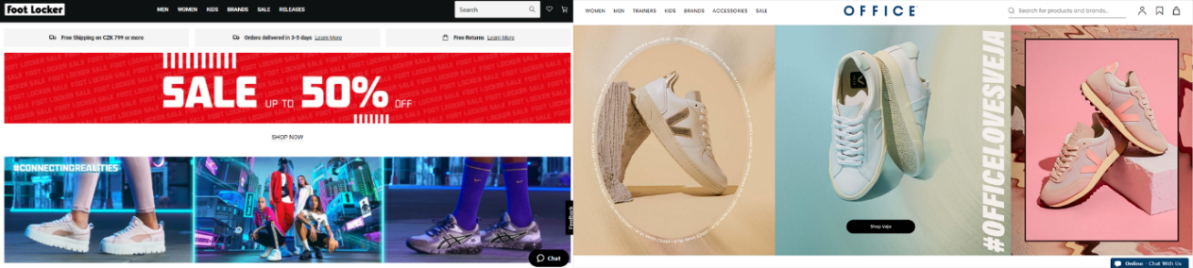 Foot Locker
MEN WOMEN KIDS BRANDS SALE RELEASES
Search
Free Shipping on CZK 799 or more
Orders delivered in 3-5 days Learn More
Free Returns Learn More
SALE UP TO 50% OFF
SHOP NOW
#CONNECTINGREALITIES
Feedback
Chat
WOMEN MEN TRAINERS KIDS BRANDS ACCESSORIES SALE
OFFICE
Search for products and brands...
#OFFICELOVESVEJA
Shop Veja
Online Chat With Us